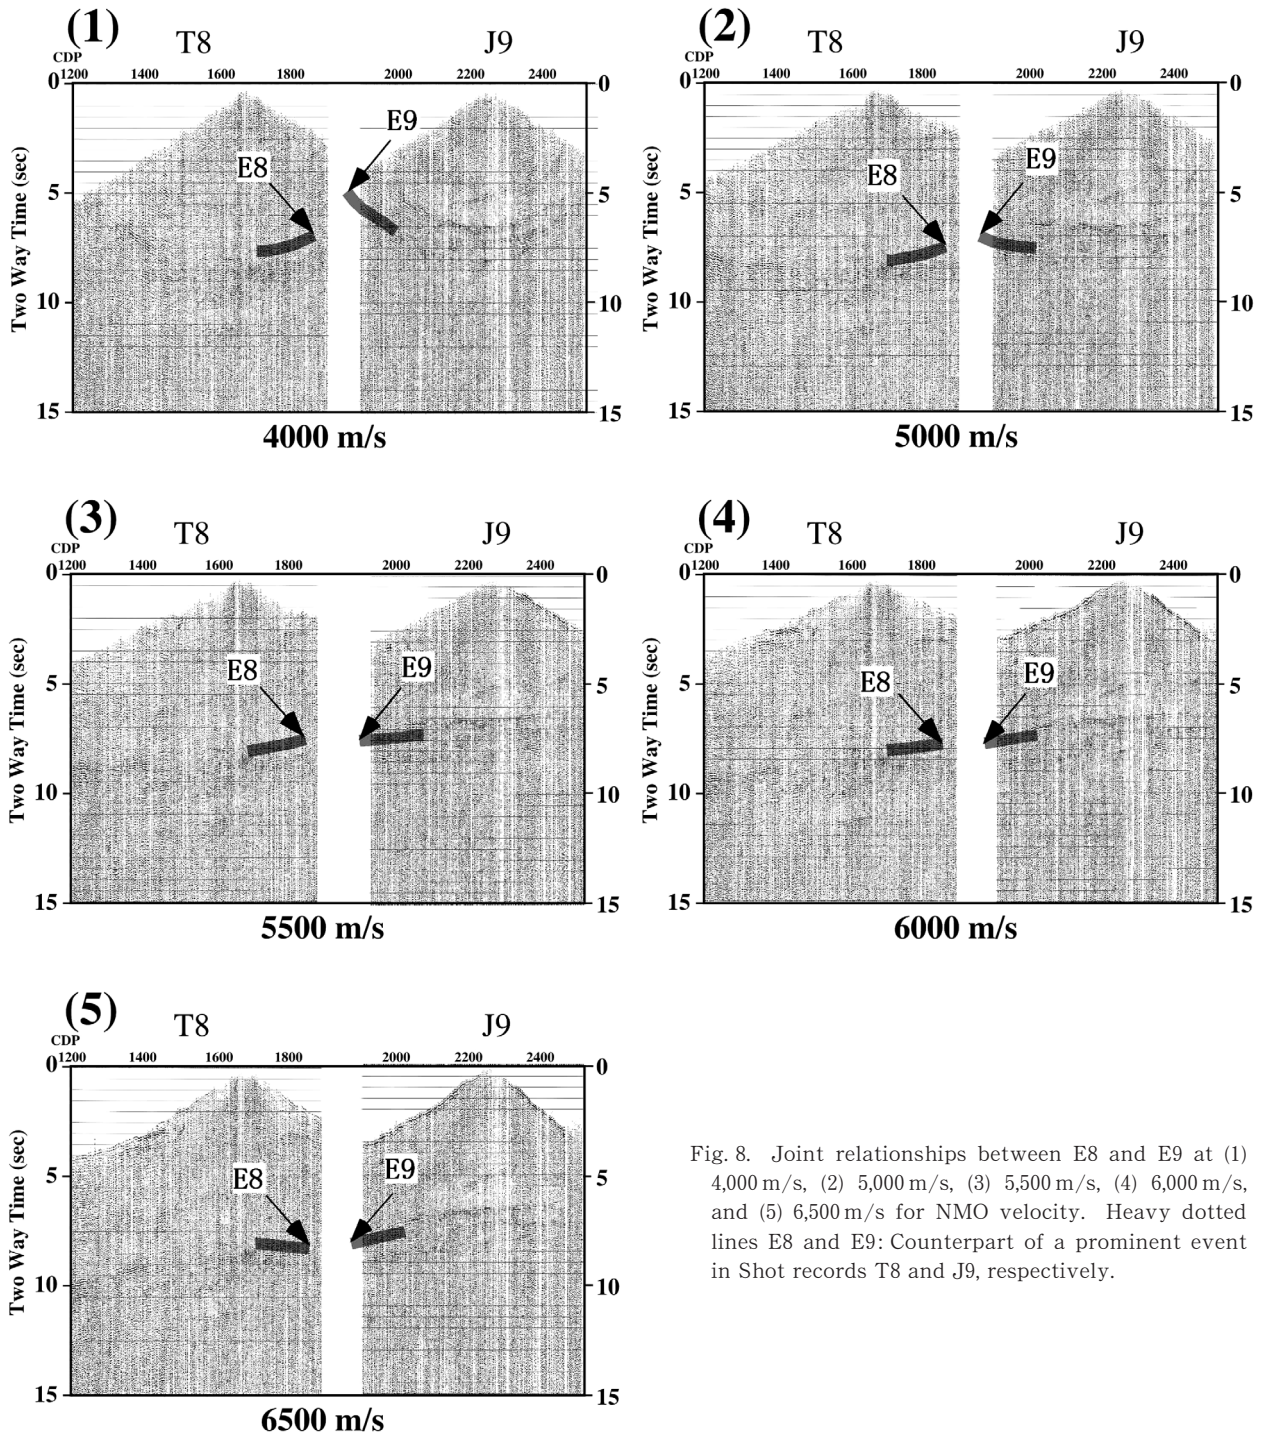 (1)
T8
J9
CDP
1200 1400 1600 1800 2000 2200 2400
0 0
E9
E8
5 5
10 10
15 15
Two Way Time (sec)
4000 m/s
(2)
T8
J9
CDP
1200 1400 1600 1800 2000 2200 2400
0 0
E9
E8
5 5
10 10
15 15
Two Way Time (sec)
5000 m/s
(3)
T8
J9
CDP
1200 1400 1600 1800 2000 2200 2400
0 0
E8
E9
5 5
10 10
15 15
Two Way Time (sec)
5500 m/s
(4)
T8
J9
CDP
1200 1400 1600 1800 2000 2200 2400
0 0
E8
E9
5 5
10 10
15 15
Two Way Time (sec)
6000 m/s
(5)
T8
J9
CDP
1200 1400 1600 1800 2000 2200 2400
0 0
E8
E9
5 5
10 10
15 15
Two Way Time (sec)
6500 m/s
Fig. 8. Joint relationships between E8 and E9 at (1)
4,000 m/s, (2) 5,000 m/s, (3) 5,500 m/s, (4) 6,000 m/s,
and (5) 6,500 m/s for NMO velocity. Heavy dotted
lines E8 and E9: Counterpart of a prominent event
in Shot records T8 and J9, respectively.